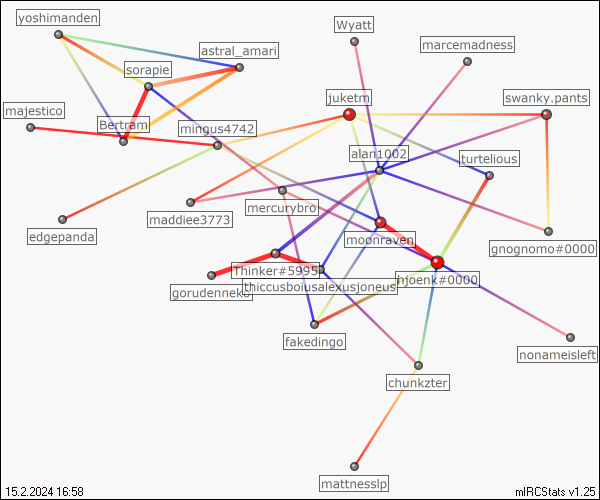 yoshimanden
Wyatt
marcemadness
astral_amari
sorapie
juketm
swanky.pants
majestico
Bertram
mingus4742
alan1002
turtelious
mercurybro
maddiee3773
edgepanda
moonraven
gnognomo#0000
Thinker#5995
njoenk#0000
gorudenneko
thiccusboiusalexusjoneus
fakedingo
nonameisleft
chunkzter
mattnesslp
15.2.2024 16:58
mIRCStats v1.25